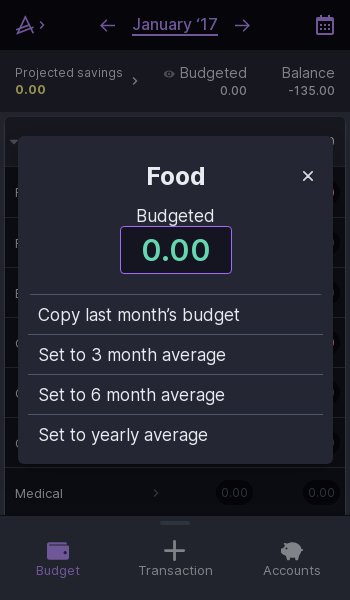 January ‘17
Projected savings
Budgeted
Balance
0.00
0.00
-135.00
Food
Budgeted
0.00
Copy last month’s budget
Set to 3 month average
Set to 6 month average
Set to yearly average
Medical
0.00
0.00
Budget
Transaction
Accounts